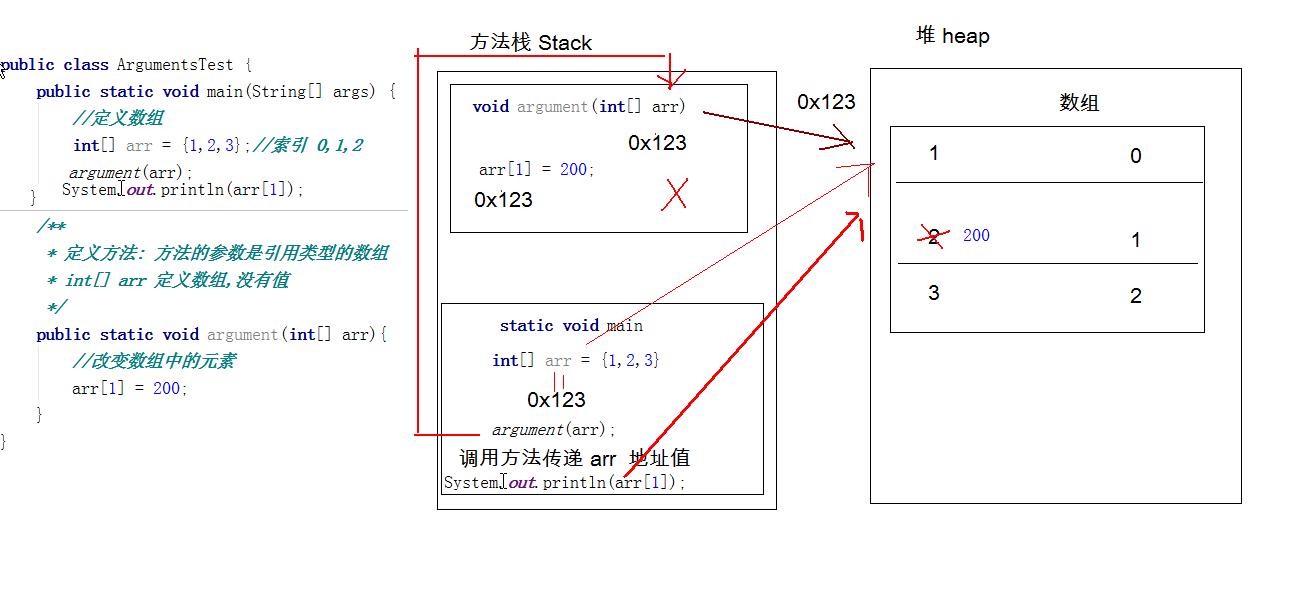 public class ArgumentsTest {
public static void main(String[] args) {
//定义数组
int[] arr = {1,2,3};//索引 0,1,2
argument(arr);
System.out.println(arr[1]);
}
/**
* 定义方法: 方法的参数是引用类型的数组
* int[] arr 定义数组,没有值
*/
public static void argument(int[] arr){
//改变数组中的元素
arr[1] = 200;
}
}
方法栈 Stack
void argument(int[] arr)
0x123
arr[1] = 200;
0x123
static void main
int[] arr = {1,2,3}
0x123
argument(arr);
调用方法传递 arr 地址值
System.out.println(arr[1]);
堆 heap
0x123
数组
1 0
2 200 1
3 2